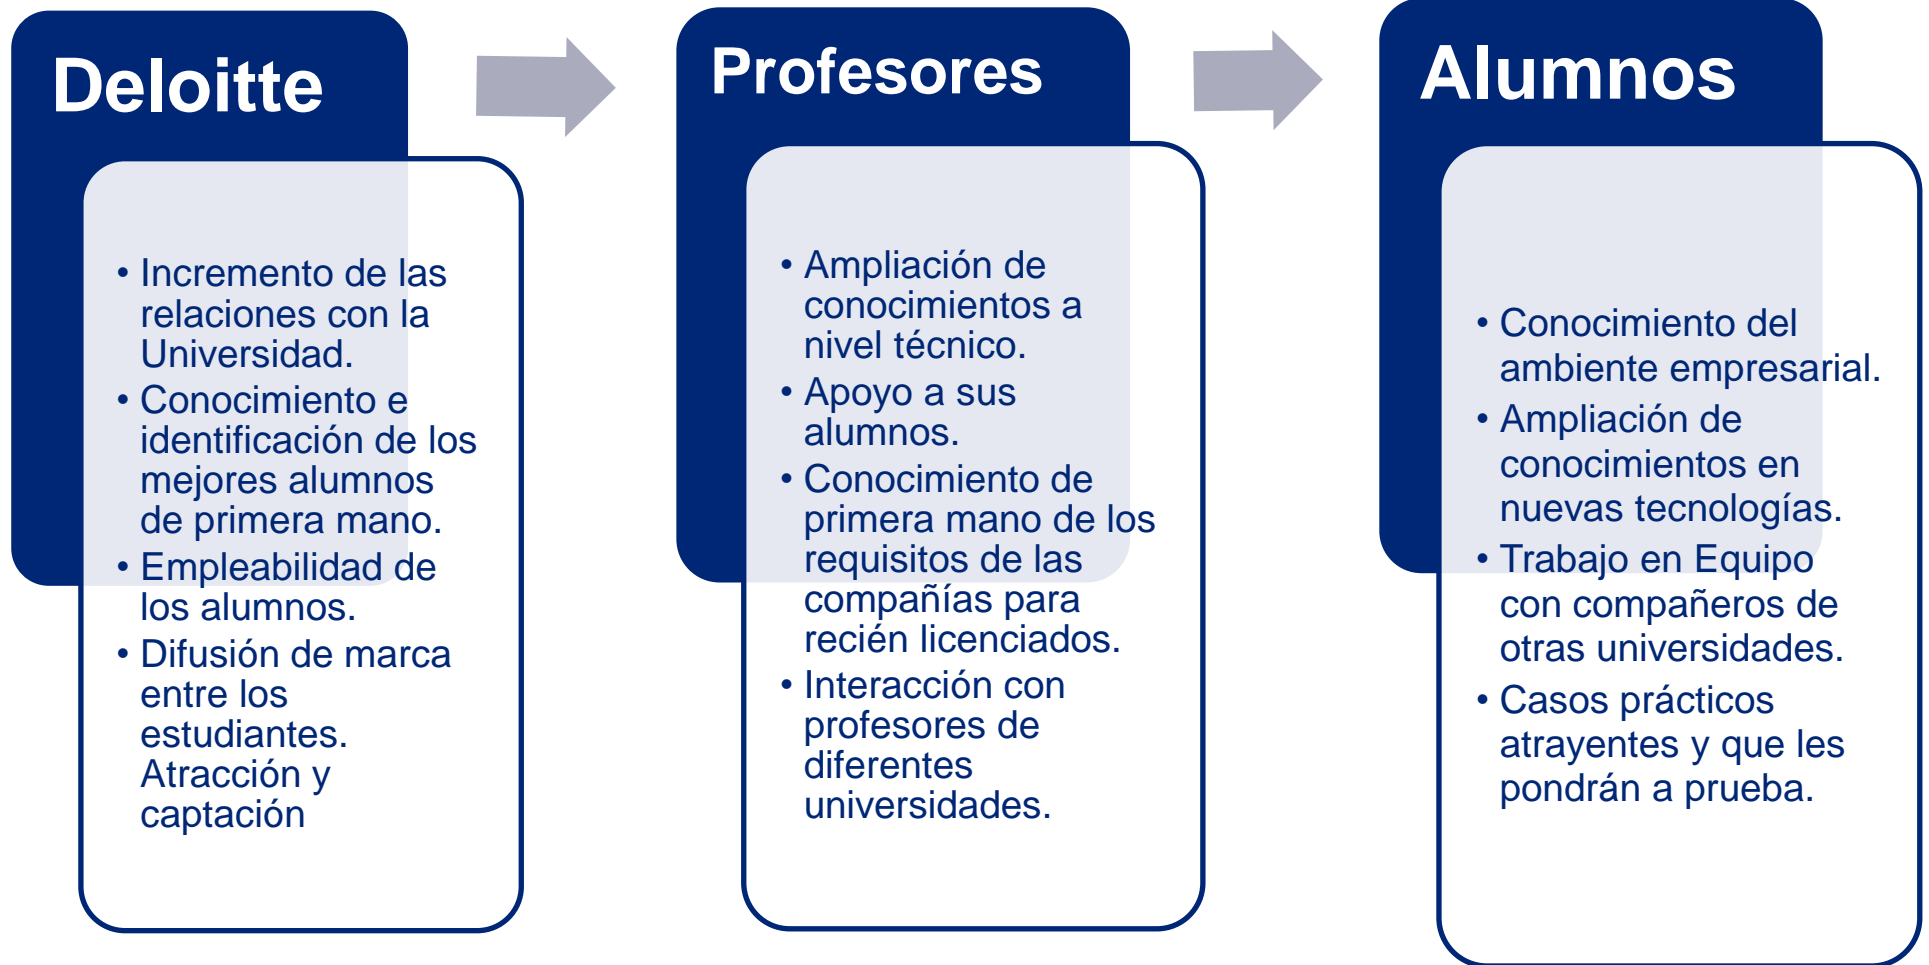 Deloitte
• Incremento de las
relaciones con la
Universidad.
• Conocimiento e
identificación de los
mejores alumnos
de primera mano.
• Empleabilidad de
los alumnos.
• Difusión de marca
entre los
estudiantes.
Atracción y
captación
Profesores
• Ampliación de
conocimientos a
nivel técnico.
• Apoyo a sus
alumnos.
• Conocimiento de
primera mano de los
requisitos de las
compañías para
recién licenciados.
• Interacción con
profesores de
diferentes
universidades.
Alumnos
• Conocimiento del
ambiente empresarial.
• Ampliación de
conocimientos en
nuevas tecnologías.
• Trabajo en Equipo
con compañeros de
otras universidades.
• Casos prácticos
atrayentes y que les
pondrán a prueba.